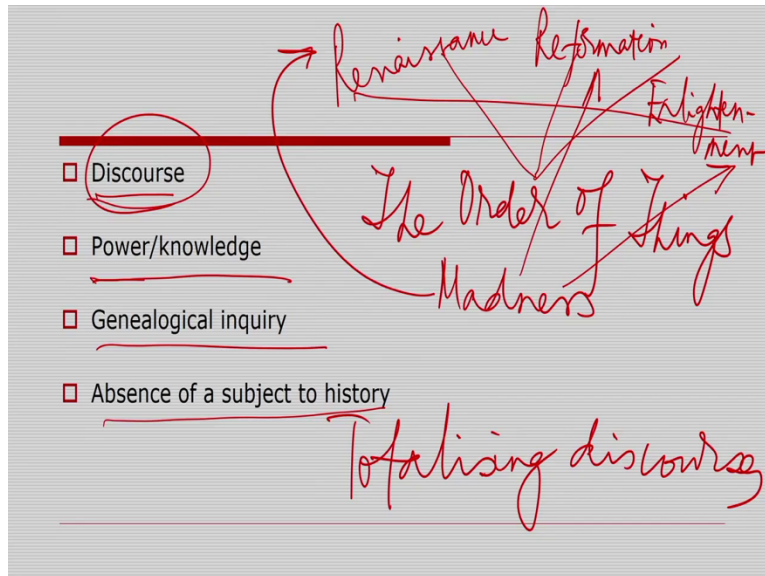 Renaissance Reformation
Enlighten-
ment
Discourse
The Order of Things
Power/knowledge
Madness
Genealogical inquiry
Absence of a subject to history
Totalising discourse